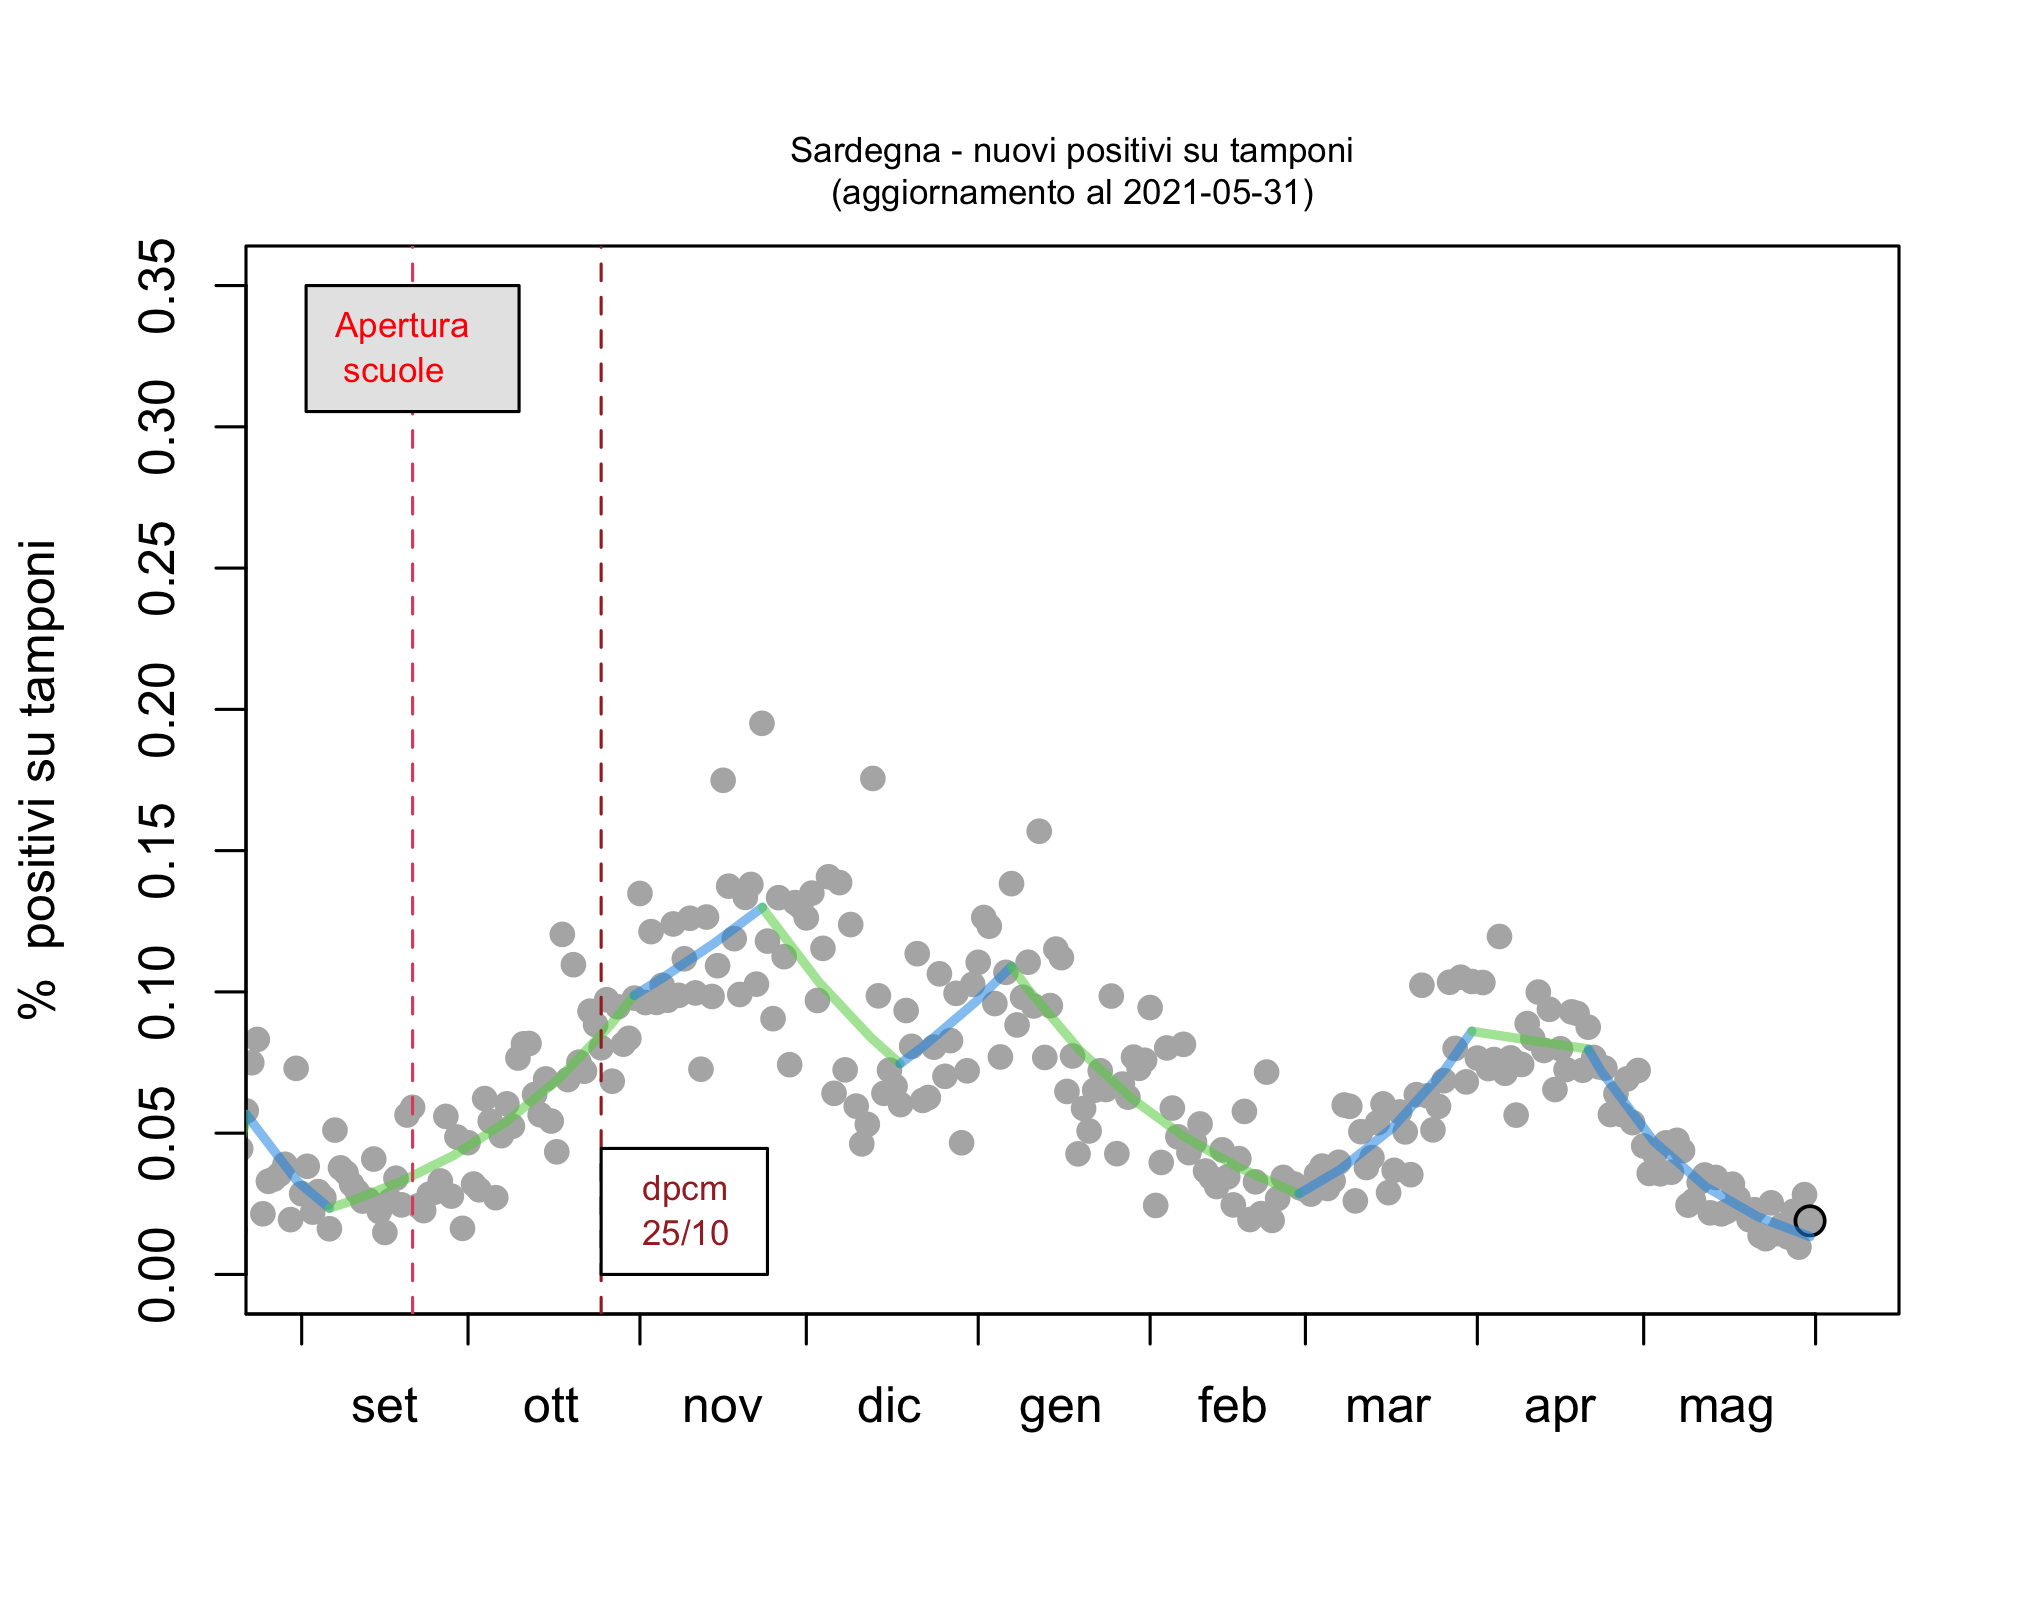 Sardegna - nuovi positivi su tamponi
(aggiornamento al 2021-05-31)
% positivi su tamponi
0.35
0.30
0.25
0.20
0.15
0.10
0.05
0.00
Apertura
scuole
dpcm
25/10
set ott nov dic gen feb mar apr mag